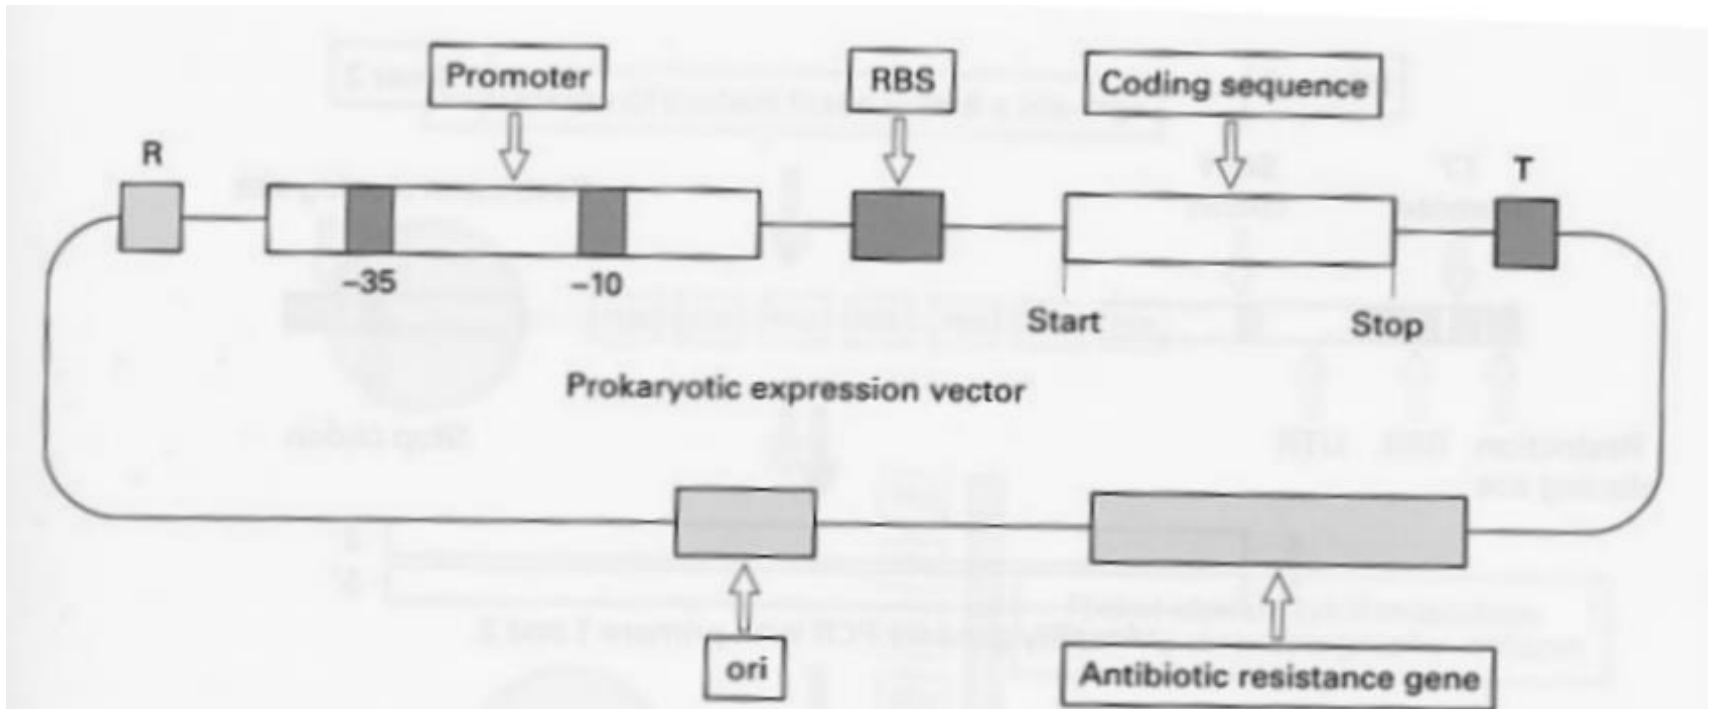 Promoter
RBS
Coding sequence
R
T
–35
–10
Start
Stop
Prokaryotic expression vector
ori
Antibiotic resistance gene